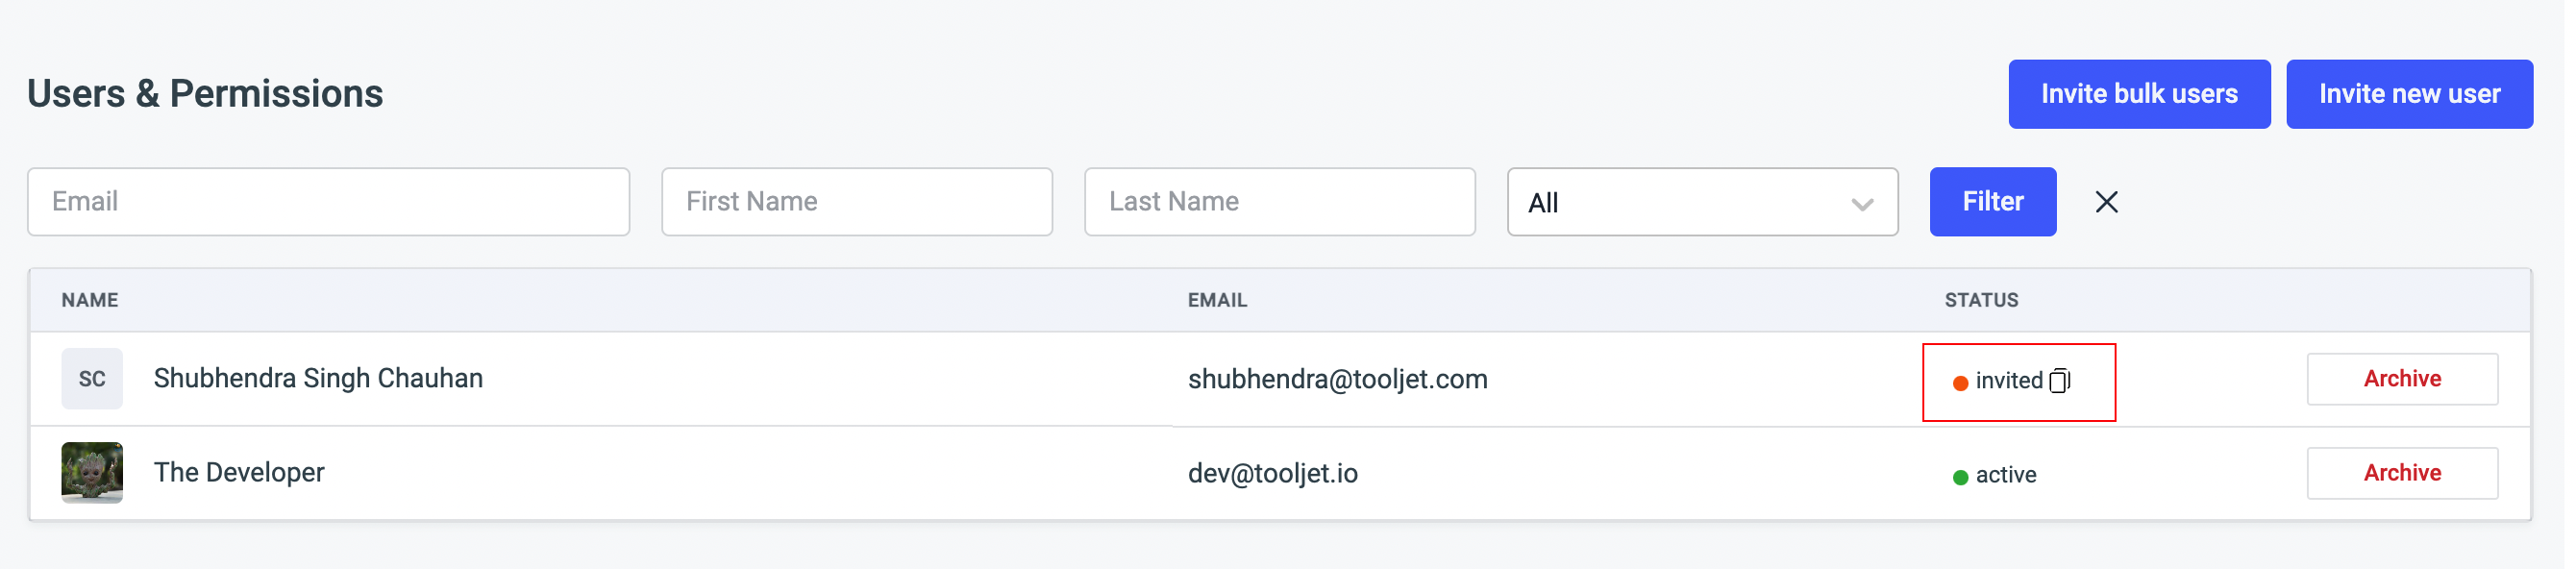 Users & Permissions
Invite bulk users
Invite new user
Email
First Name
Last Name
All
Filter
NAME EMAIL STATUS
SC Shubhendra Singh Chauhan shubhendra@tooljet.com invited Archive
The Developer dev@tooljet.io active Archive